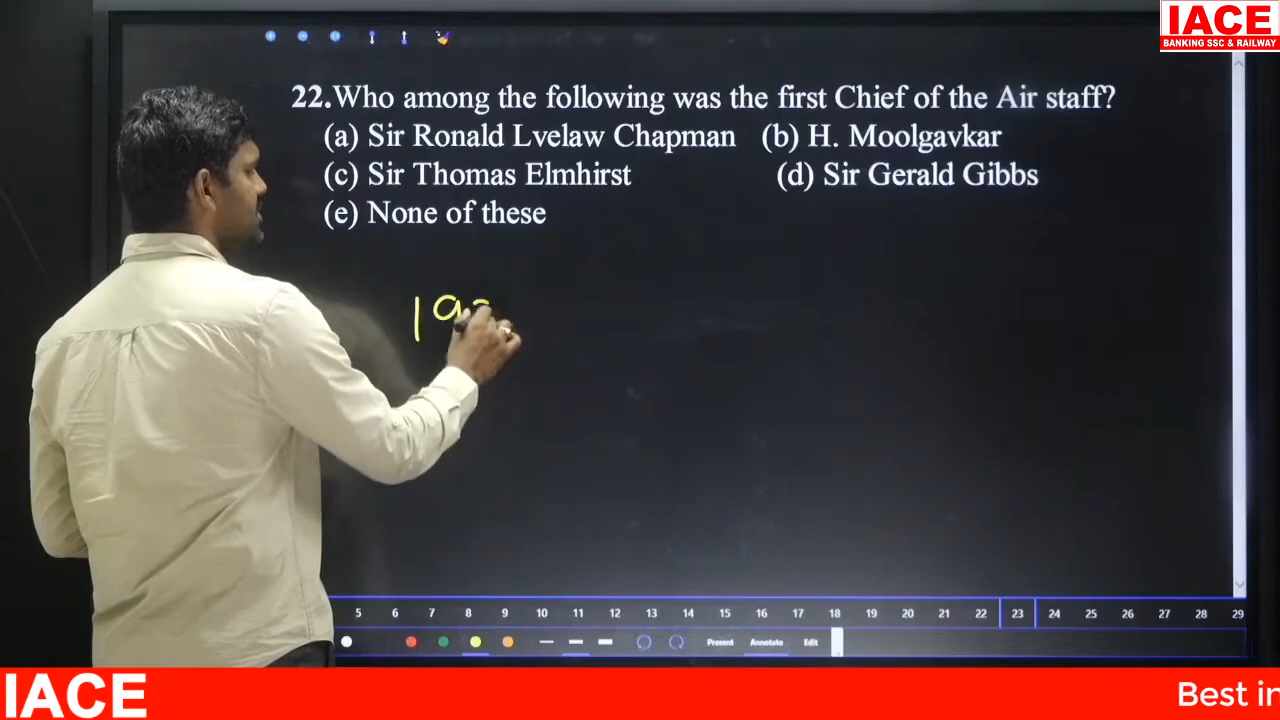 IACE
BANKING SSC & RAILWAY
22.Who among the following was the first Chief of the Air staff?
(a) Sir Ronald Lvelaw Chapman (b) H. Moolgavkar
(c) Sir Thomas Elmhirst (d) Sir Gerald Gibbs
(e) None of these
19
5 6 7 8 9 10 11 12 13 14 15 16 17 18 19 20 21 22 23 24 25 26 27 28 29
Present Annotate Edit
IACE
Best in